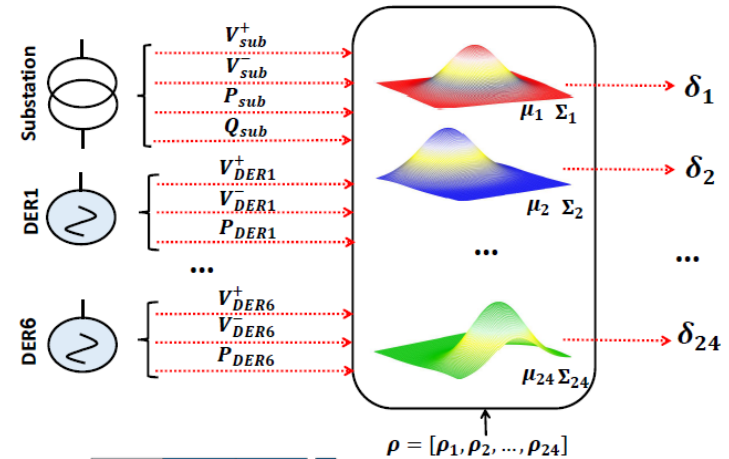 Substation
V⁺sub
V⁻sub
Psub
Qsub
DER1
V⁺DER1
V⁻DER1
PDER1
...
DER6
V⁺DER6
V⁻DER6
PDER6
μ₁ Σ₁
μ₂ Σ₂
...
μ₂₄ Σ₂₄
δ₁
δ₂
...
δ₂₄
ρ = [ρ₁, ρ₂, ..., ρ₂₄]